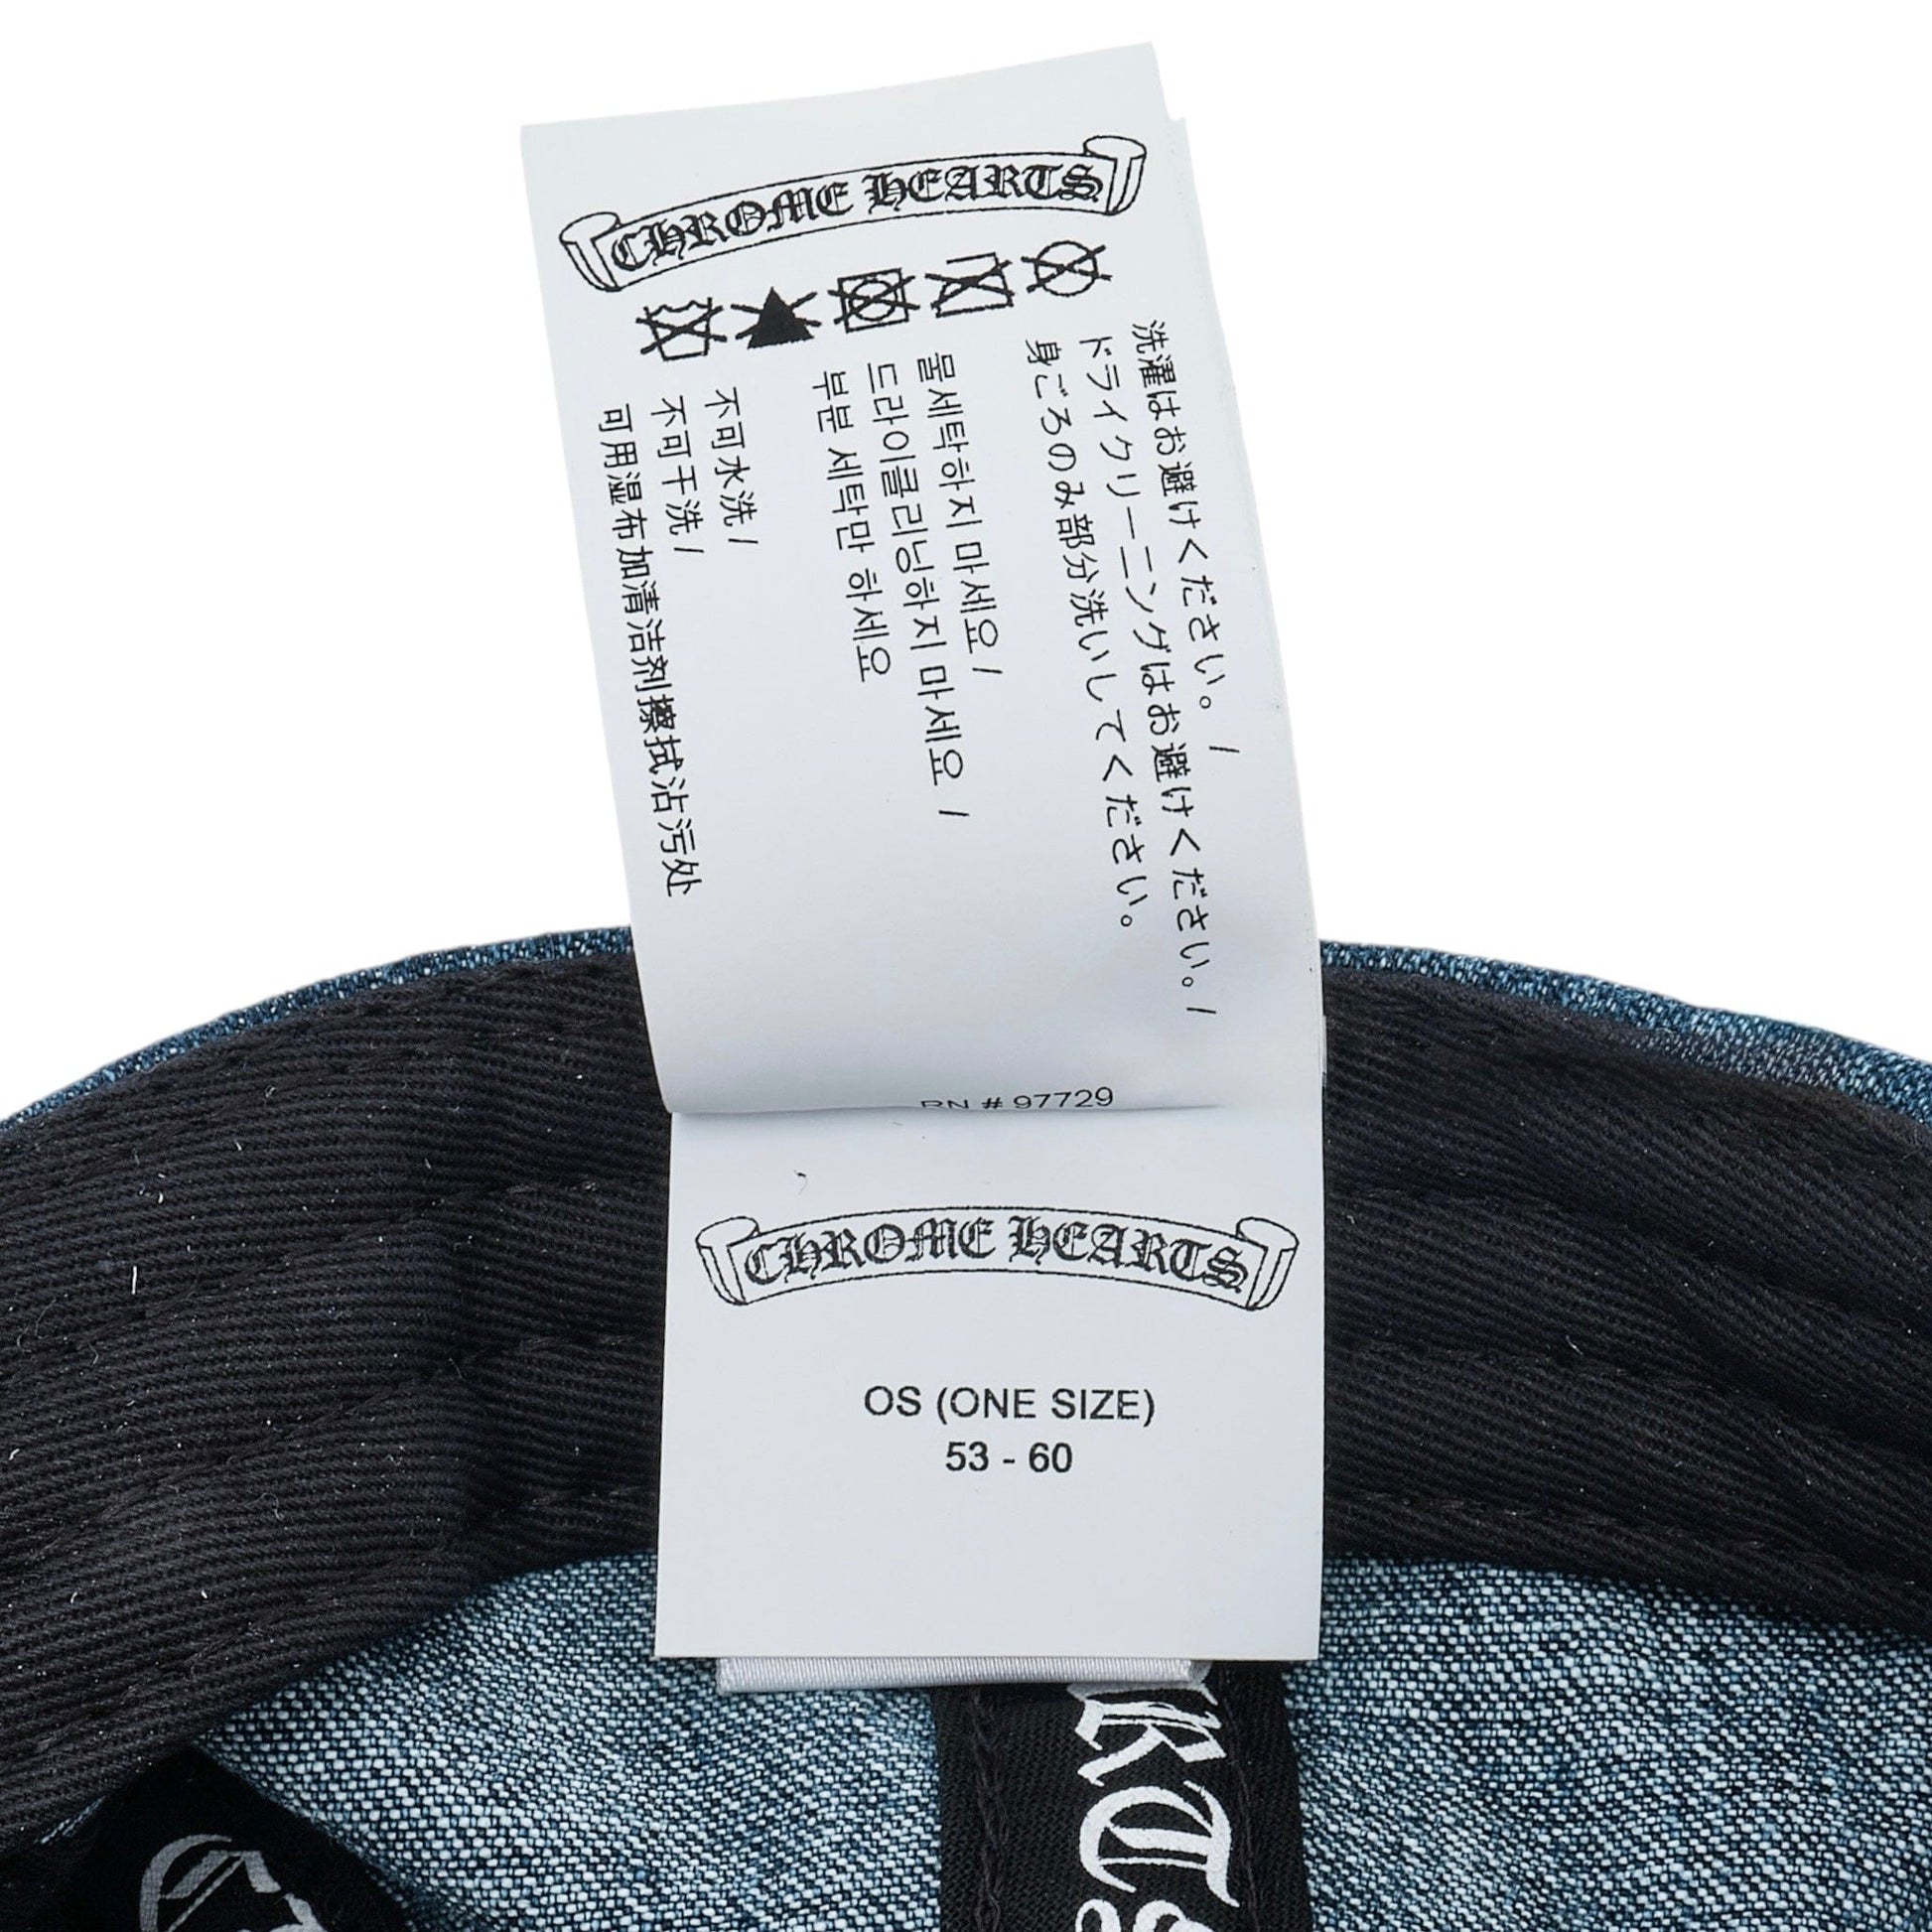 CHROME HEARTS
洗濯はお避けください。/
ドライクリーニングはお避けください。/
身ごろのみ部分洗いしてください。
물세탁하지 마세요 /
드라이클리닝하지 마세요 /
부분 세탁만 하세요
不可水洗 /
不可干洗 /
可用湿布加清洁剂擦拭沾污处
RN # 97729
CHROME HEARTS
OS (ONE SIZE)
53 - 60